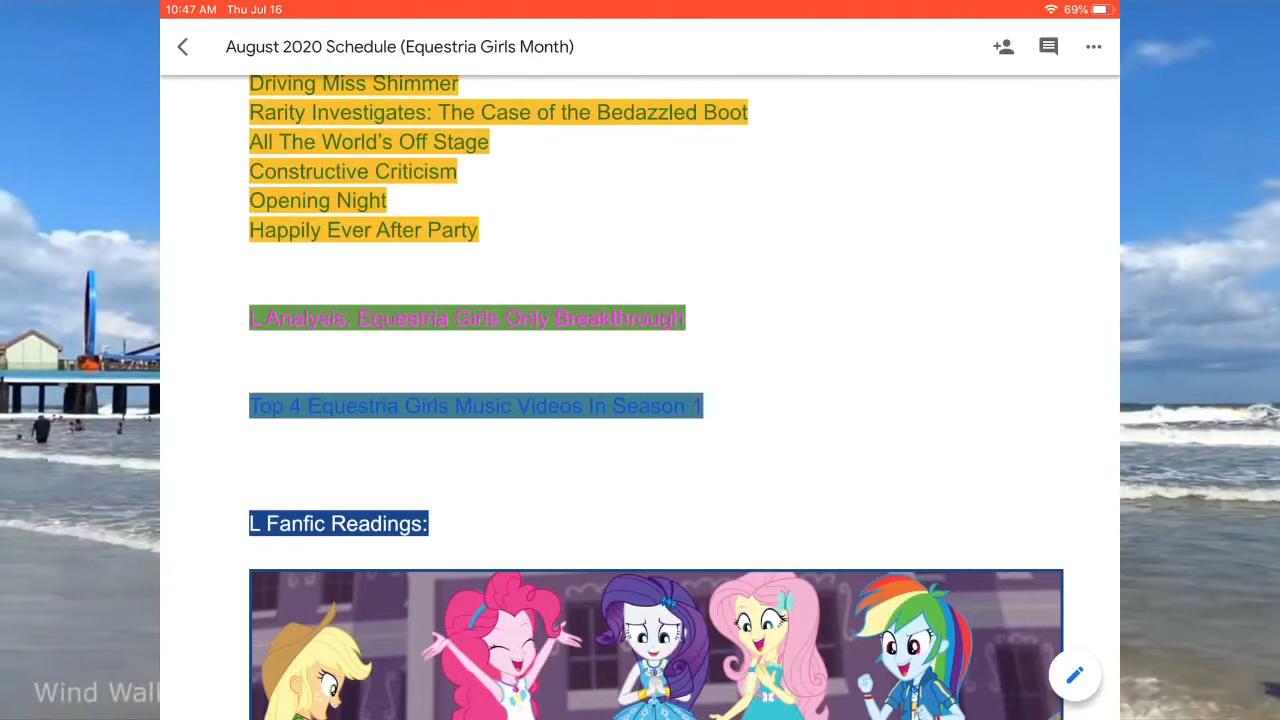 10:47 AM Thu Jul 16 69%
August 2020 Schedule (Equestria Girls Month)
Driving Miss Shimmer
Rarity Investigates: The Case of the Bedazzled Boot
All The World's Off Stage
Constructive Criticism
Opening Night
Happily Ever After Party
L Analysis: Equestria Girls Only Breakthrough
Top 4 Equestria Girls Music Videos In Season 1
L Fanfic Readings:
Wind Wal